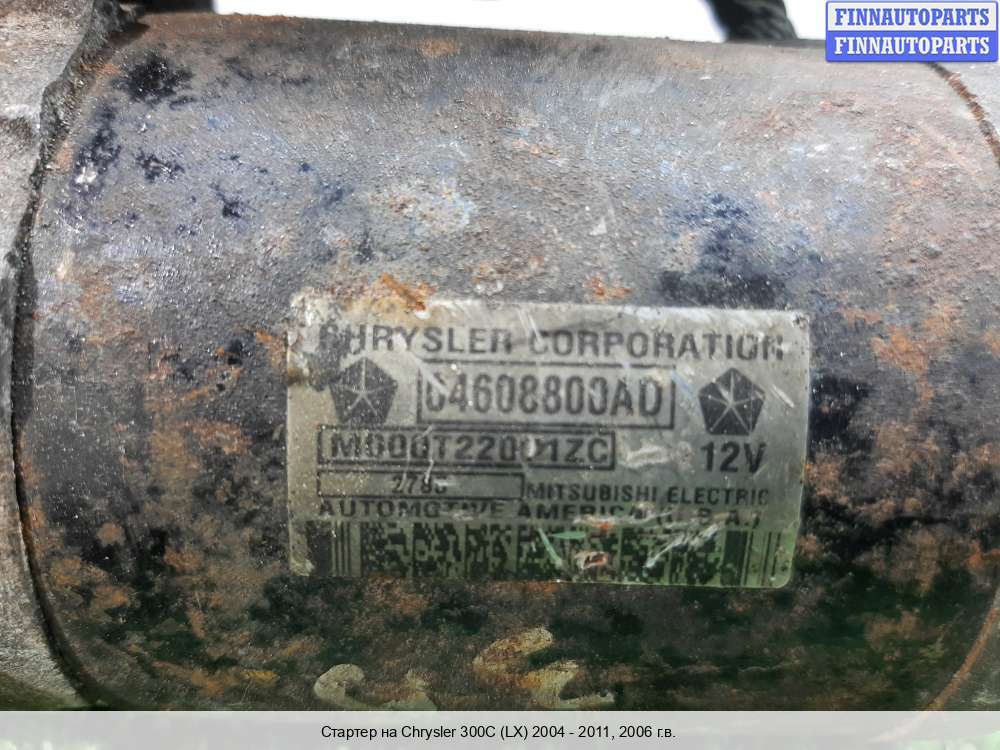 FINNAUTOPARTS
FINNAUTOPARTS
CHRYSLER CORPORATION
04608800AD
12V
MITSUBISHI ELECTRIC
AUTOMOTIVE AMERICA
Стартер на Chrysler 300C (LX) 2004 - 2011, 2006 г.в.